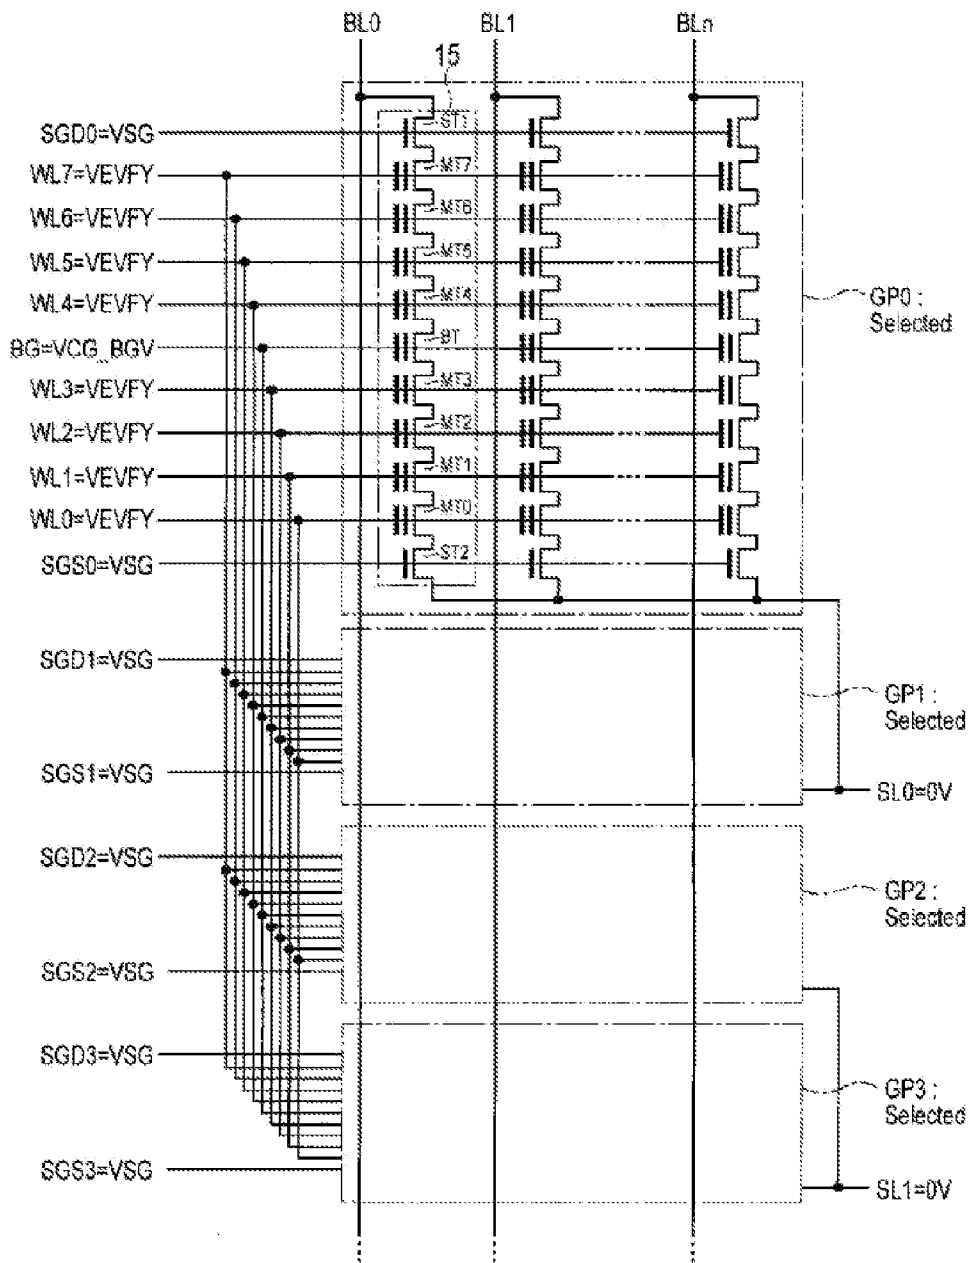 BL0 BL1 BLn
15
SGD0=VSG ST1
WL7=VEVFY MT7
WL6=VEVFY MT6
WL5=VEVFY MT5
WL4=VEVFY MT4
GP0 :
Selected
BG=VCG_BGV BT
WL3=VEVFY MT3
WL2=VEVFY MT2
WL1=VEVFY MT1
WL0=VEVFY MT0
SGS0=VSG ST2
SGD1=VSG
GP1 :
Selected
SGS1=VSG
SL0=0V
SGD2=VSG
GP2 :
Selected
SGS2=VSG
SGD3=VSG
GP3 :
Selected
SGS3=VSG
SL1=0V